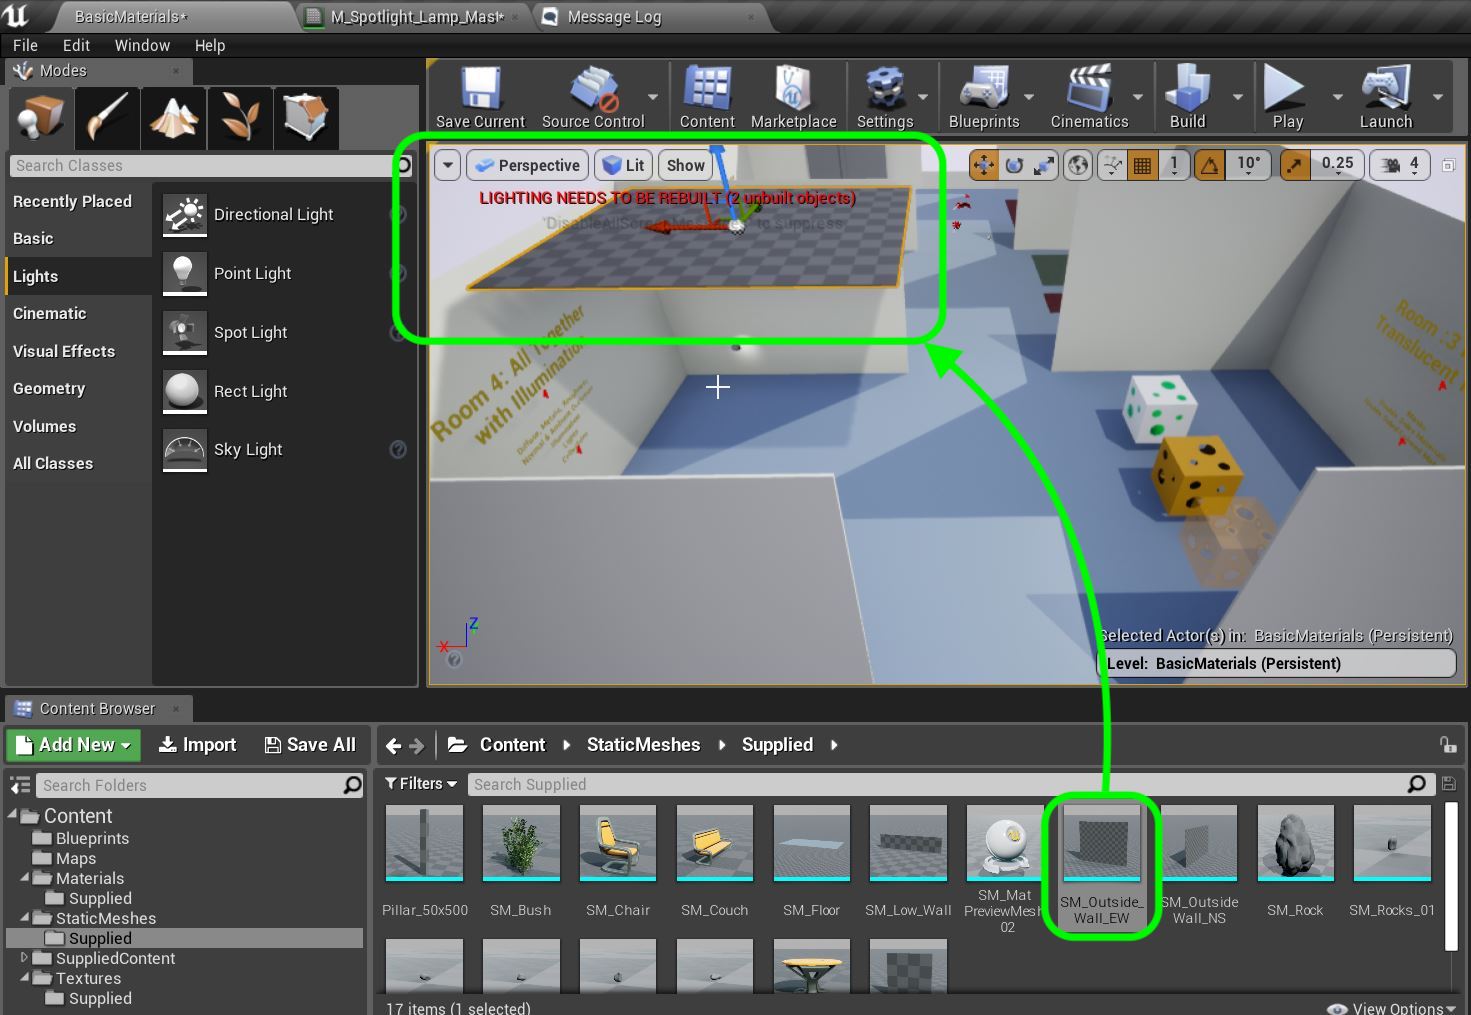 BasicMaterials*
M_Spotlight_Lamp_Mast*
Message Log
File Edit Window Help
Modes
Save Current Source Control Content Marketplace Settings Blueprints Cinematics Build Play Launch
Search Classes
Recently Placed
Basic
Lights
Cinematic
Visual Effects
Geometry
Volumes
All Classes
Directional Light
Point Light
Spot Light
Rect Light
Sky Light
Perspective Lit Show
1 10° 0.25 4
LIGHTING NEEDS TO BE REBUILT (2 unbuilt objects)
to suppress
Room 4: All Together
with Illumination
Room :3
Translucent
Z
X
Selected Actor(s) in: BasicMaterials (Persistent)
Level: BasicMaterials (Persistent)
Content Browser
Add New Import Save All Content StaticMeshes Supplied
Search Folders
Filters Search Supplied
Content
Blueprints
Maps
Materials
Supplied
StaticMeshes
Supplied
SuppliedContent
Textures
Supplied
Pillar_50x500
SM_Bush
SM_Chair
SM_Couch
SM_Floor
SM_Low_Wall
SM_Mat
PreviewMesh
02
SM_Outside_
Wall_EW
SM_Outside
Wall_NS
SM_Rock
SM_Rocks_01
17 items (1 selected)
View Options